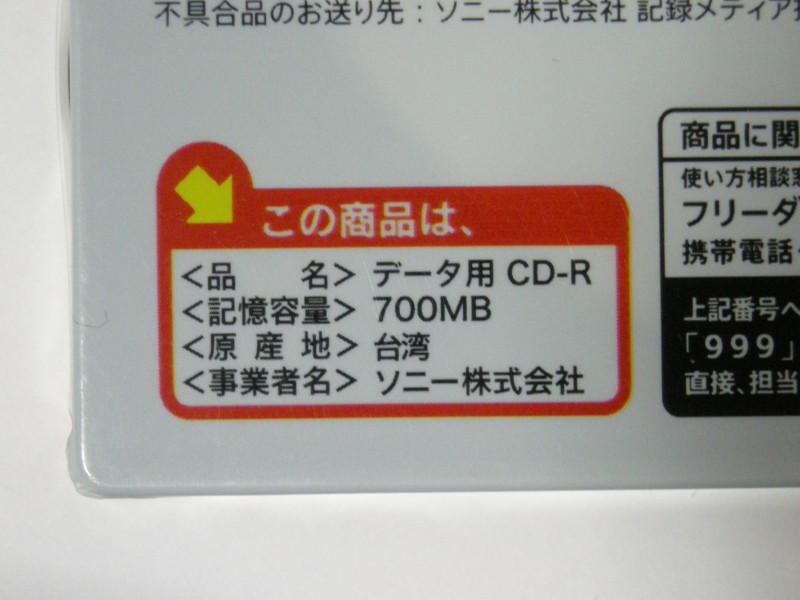 不具合品のお送り先：ソニー株式会社 記録メディア
この商品は、
<品　　名> データ用 CD-R
<記憶容量> 700MB
<原 産 地> 台湾
<事業者名> ソニー株式会社
商品に関
使い方相談窓
フリーダ
携帯電話・
上記番号へ
「999」
直接、担当